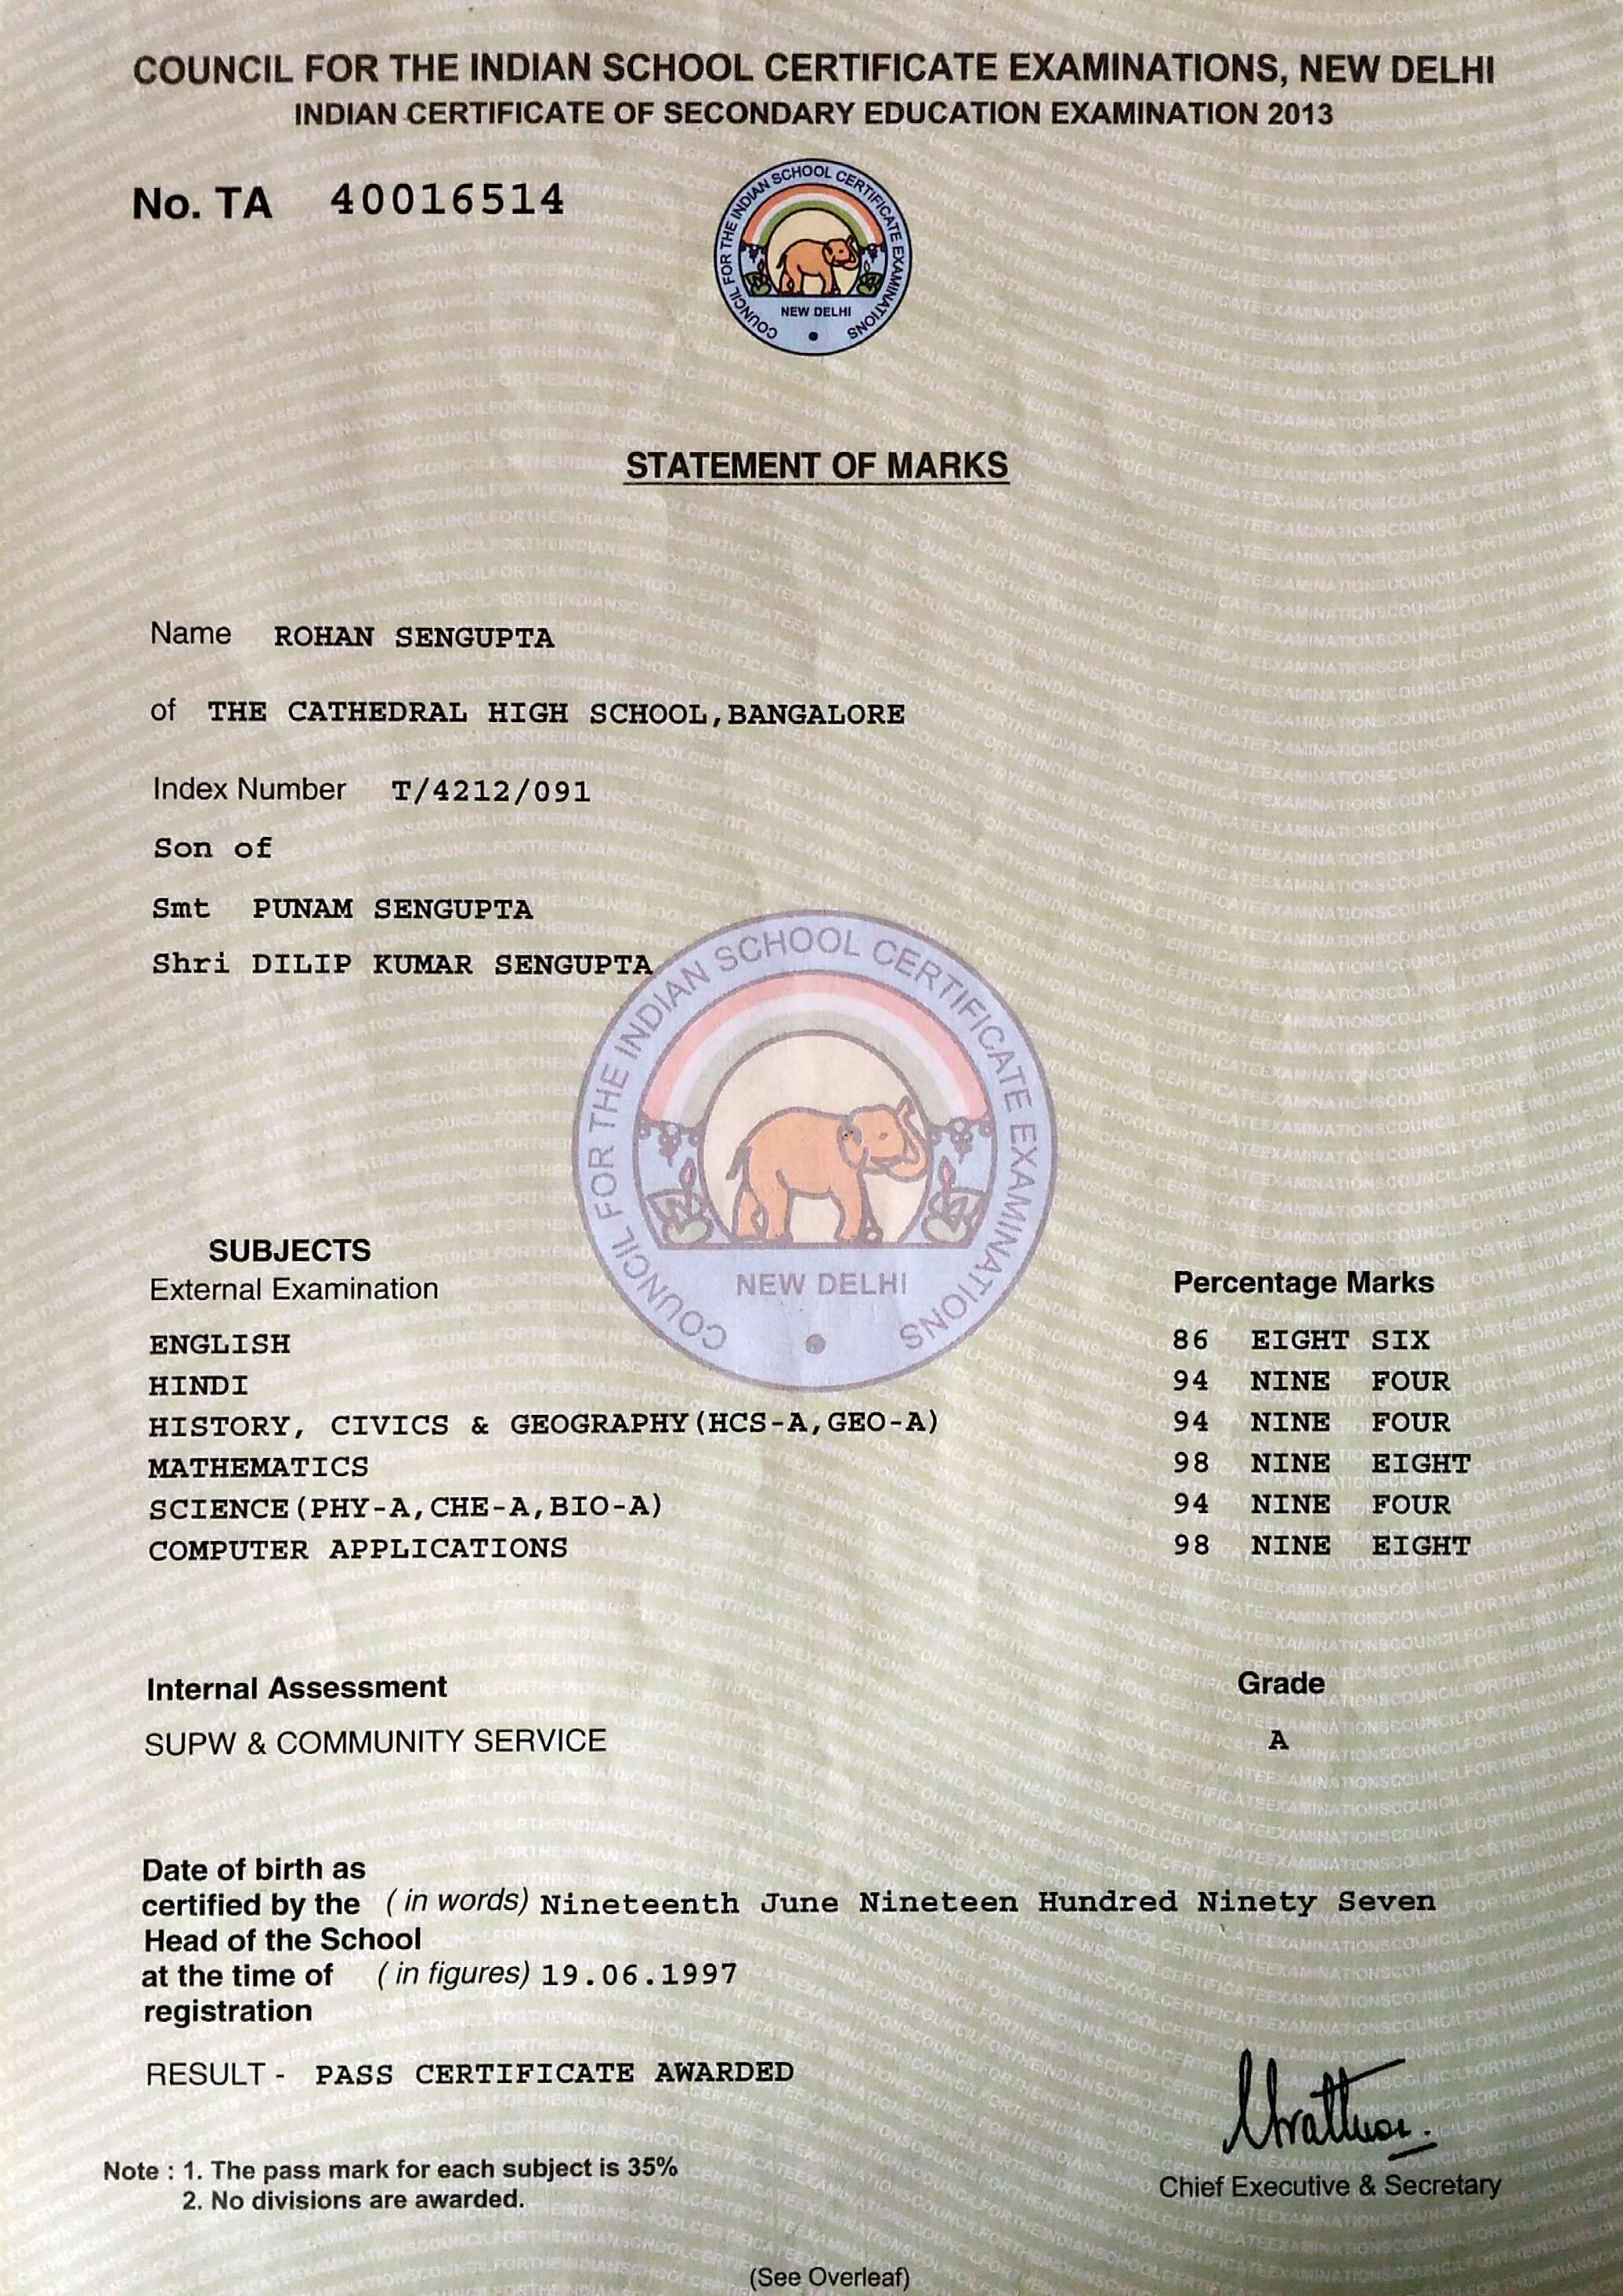 COUNCIL FOR THE INDIAN SCHOOL CERTIFICATE EXAMINATIONS, NEW DELHI
INDIAN CERTIFICATE OF SECONDARY EDUCATION EXAMINATION 2013
No. TA 40016514
COUNCIL FOR THE INDIAN SCHOOL CERTIFICATE EXAMINATIONS
NEW DELHI
STATEMENT OF MARKS
Name ROHAN SENGUPTA
of THE CATHEDRAL HIGH SCHOOL,BANGALORE
Index Number T/4212/091
Son of
Smt PUNAM SENGUPTA
Shri DILIP KUMAR SENGUPTA
COUNCIL FOR THE INDIAN SCHOOL CERTIFICATE EXAMINATIONS
NEW DELHI
SUBJECTS
External Examination Percentage Marks
ENGLISH 86 EIGHT SIX
HINDI 94 NINE FOUR
HISTORY, CIVICS & GEOGRAPHY(HCS-A,GEO-A) 94 NINE FOUR
MATHEMATICS 98 NINE EIGHT
SCIENCE(PHY-A,CHE-A,BIO-A) 94 NINE FOUR
COMPUTER APPLICATIONS 98 NINE EIGHT
Internal Assessment Grade
SUPW & COMMUNITY SERVICE A
Date of birth as
certified by the (in words) Nineteenth June Nineteen Hundred Ninety Seven
Head of the School
at the time of (in figures) 19.06.1997
registration
RESULT - PASS CERTIFICATE AWARDED
Note : 1. The pass mark for each subject is 35%
2. No divisions are awarded.
Chief Executive & Secretary
(See Overleaf)